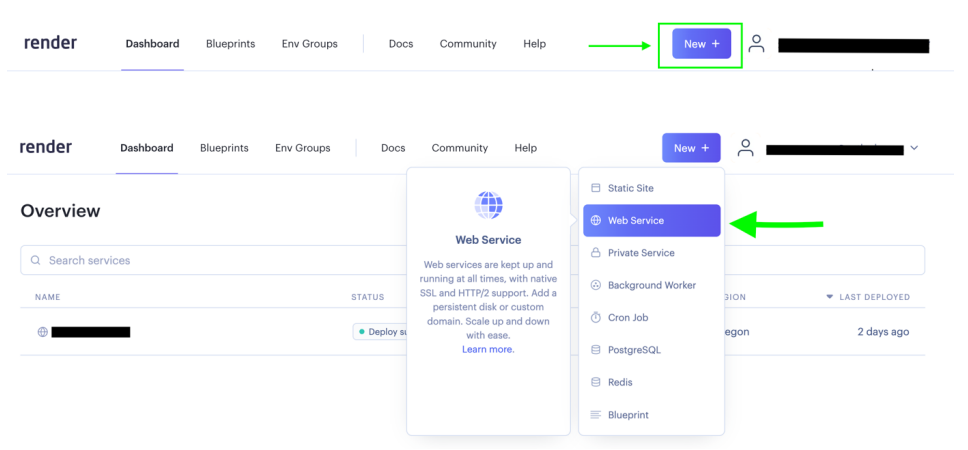 render Dashboard Blueprints Env Groups Docs Community Help New +
render Dashboard Blueprints Env Groups Docs Community Help New +
Overview
Search services
NAME STATUS GION LAST DEPLOYED
Deploy su egon 2 days ago
Web Service
Web services are kept up and
running at all times, with native
SSL and HTTP/2 support. Add a
persistent disk or custom
domain. Scale up and down
with ease.
Learn more.
Static Site
Web Service
Private Service
Background Worker
Cron Job
PostgreSQL
Redis
Blueprint